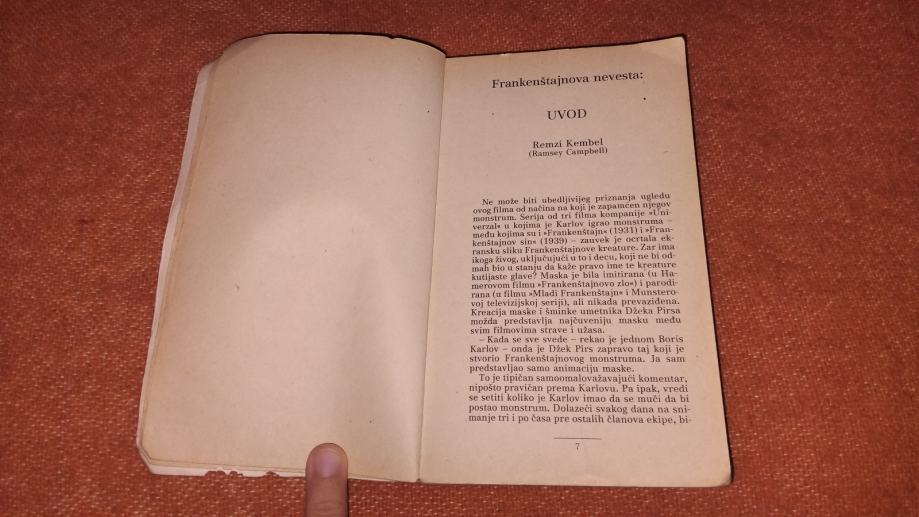 Frankenštajnova nevesta:
UVOD
Remzi Kembel
(Ramsey Campbell)
Ne može biti ubedljivijeg priznanja ugledu
ovog filma od načina na koji je zapamćen njegov
monstrum. Serija od tri filma kompanije »Uni-
verzal« u kojima je Karlov igrao monstruma –
među kojima su i »Frankenštajn« (1931) i »Fran-
kenštajnov sin« (1939) – zauvek je ocrtala ek-
ransku sliku Frankenštajnove kreature. Zar ima
ikoga živog, uključujući u to i decu, koji ne bi od-
mah bio u stanju da kaže pravo ime te kreature
kutijaste glave? Maska je bila imitirana (u Ha-
merovom filmu »Frankenštajnovo zlo«) i parodi-
rana (u filmu »Mladi Frankenštajn« i Munstero-
voj televizijskoj seriji), ali nikada prevaziđena.
Kreacija maske i šminke umetnika Džeka Pirsa
možda predstavlja najčuveniju masku među
svim filmovima strave i užasa.
– Kada se sve svede – rekao je jednom Boris
Karlov – onda je Džek Pirs zapravo taj koji je
stvorio Frankenštajnovog monstruma. Ja sam
predstavljao samo animaciju maske.
To je tipičan samoomalovažavajući komentar,
nipošto pravičan prema Karlovu. Pa ipak, vredi
se setiti koliko je Karlov imao da se muči da bi
postao monstrum. Dolazeći svakog dana na sni-
manje tri i po časa pre ostalih članova ekipe, bi-
7